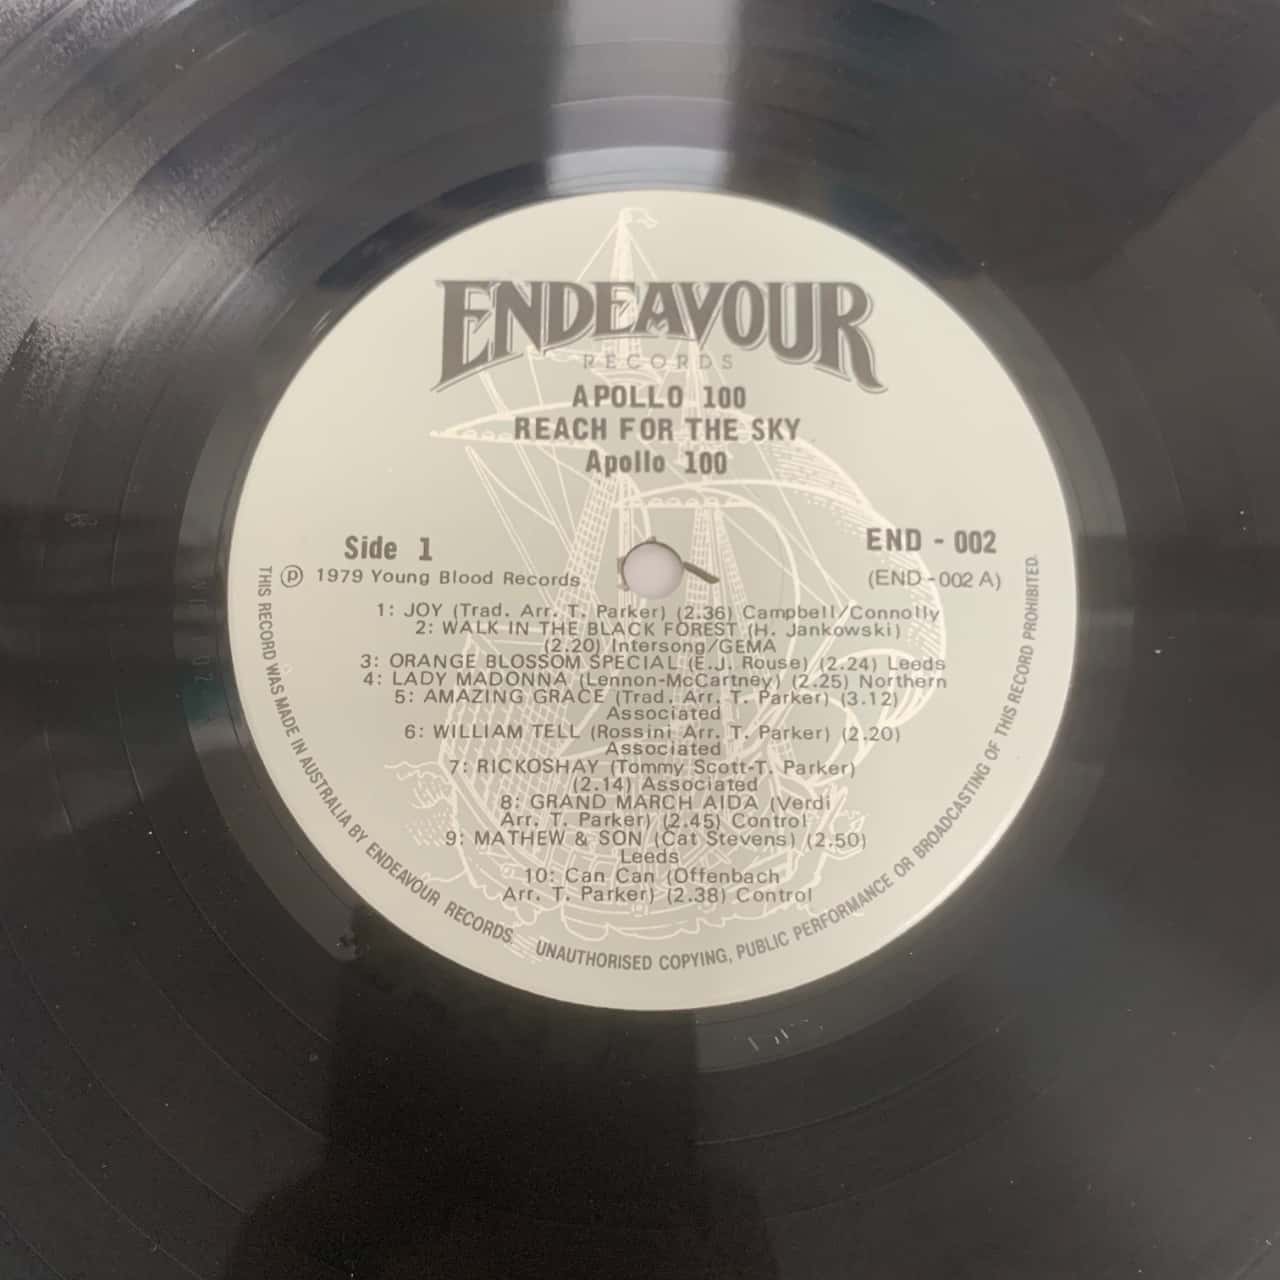 ENDEAVOUR
RECORDS
APOLLO 100
REACH FOR THE SKY
Apollo 100
Side 1
END - 002
Ⓟ 1979 Young Blood Records
(END-002 A)
1: JOY (Trad. Arr. T. Parker) (2.36) Campbell/Connolly
2: WALK IN THE BLACK FOREST (H. Jankowski)
(2.20) Intersong/GEMA
3: ORANGE BLOSSOM SPECIAL (E.J. Rouse) (2.24) Leeds
4: LADY MADONNA (Lennon-McCartney) (2.25) Northern
5: AMAZING GRACE (Trad. Arr. T. Parker) (3.12)
Associated
6: WILLIAM TELL (Rossini Arr. T. Parker) (2.20)
Associated
7: RICKOSHAY (Tommy Scott-T. Parker)
(2.14) Associated
8: GRAND MARCH AIDA (Verdi
Arr. T. Parker) (2.45) Control
9: MATHEW & SON (Cat Stevens) (2.50)
Leeds
10: Can Can (Offenbach
Arr. T. Parker) (2.38) Control
THIS RECORD WAS MADE IN AUSTRALIA BY ENDEAVOUR RECORDS. UNAUTHORISED COPYING, PUBLIC PERFORMANCE OR BROADCASTING OF THIS RECORD PROHIBITED.